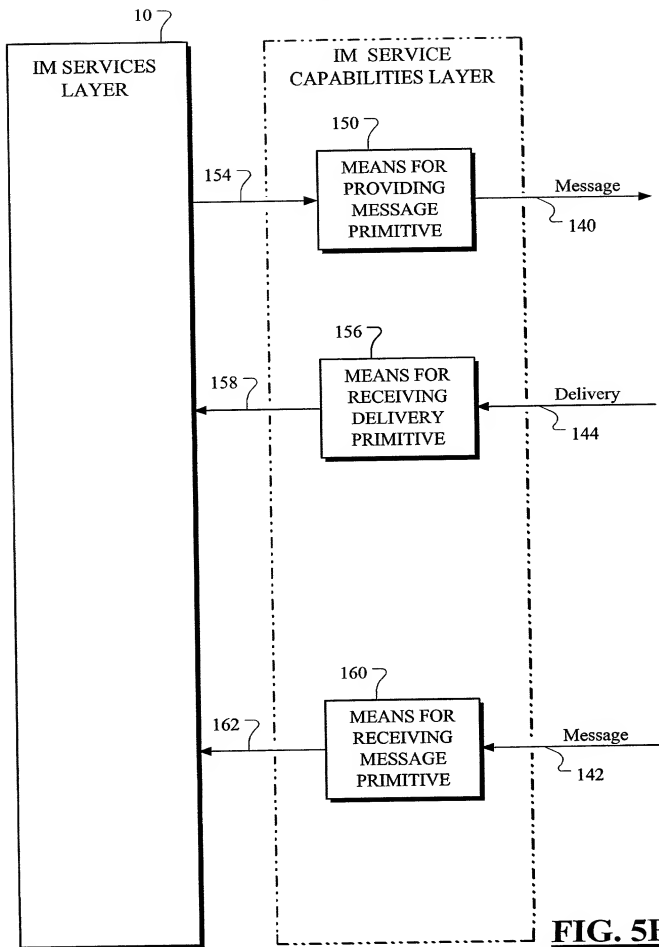 10
IM SERVICES
LAYER
IM SERVICE
CAPABILITIES LAYER
150
154
MEANS FOR
PROVIDING
MESSAGE
PRIMITIVE
Message
140
156
158
MEANS FOR
RECEIVING
DELIVERY
PRIMITIVE
Delivery
144
160
162
MEANS FOR
RECEIVING
MESSAGE
PRIMITIVE
Message
142